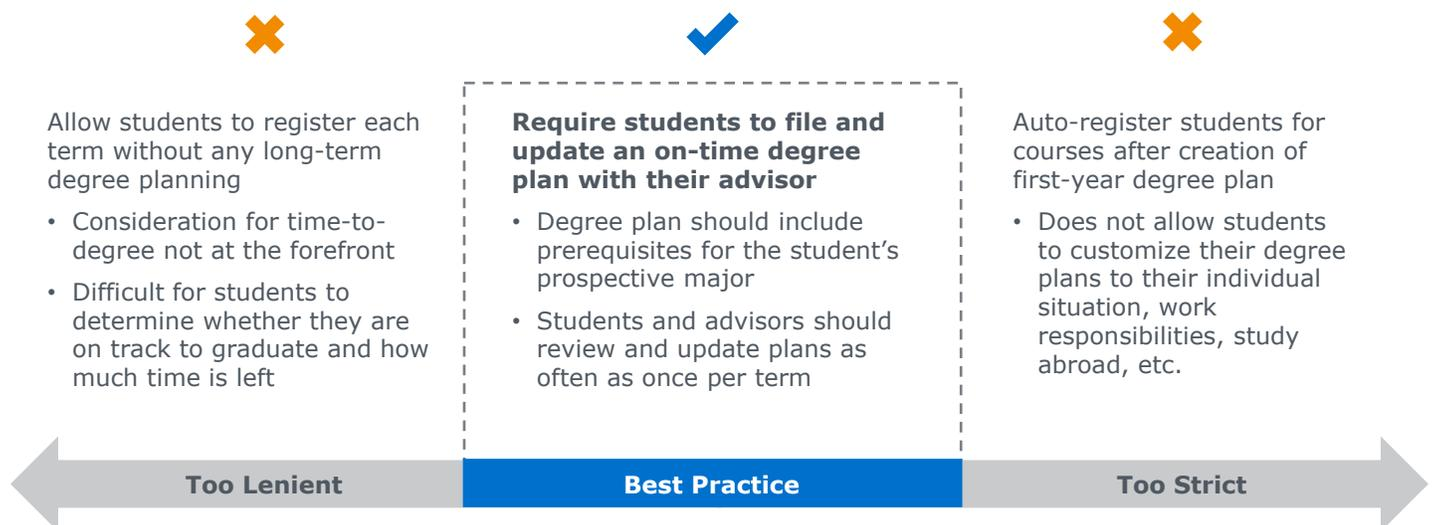 Allow students to register each
term without any long-term
degree planning
• Consideration for time-to-
degree not at the forefront
• Difficult for students to
determine whether they are
on track to graduate and how
much time is left
Require students to file and
update an on-time degree
plan with their advisor
• Degree plan should include
prerequisites for the student’s
prospective major
• Students and advisors should
review and update plans as
often as once per term
Auto-register students for
courses after creation of
first-year degree plan
• Does not allow students
to customize their degree
plans to their individual
situation, work
responsibilities, study
abroad, etc.
Too Lenient
Best Practice
Too Strict